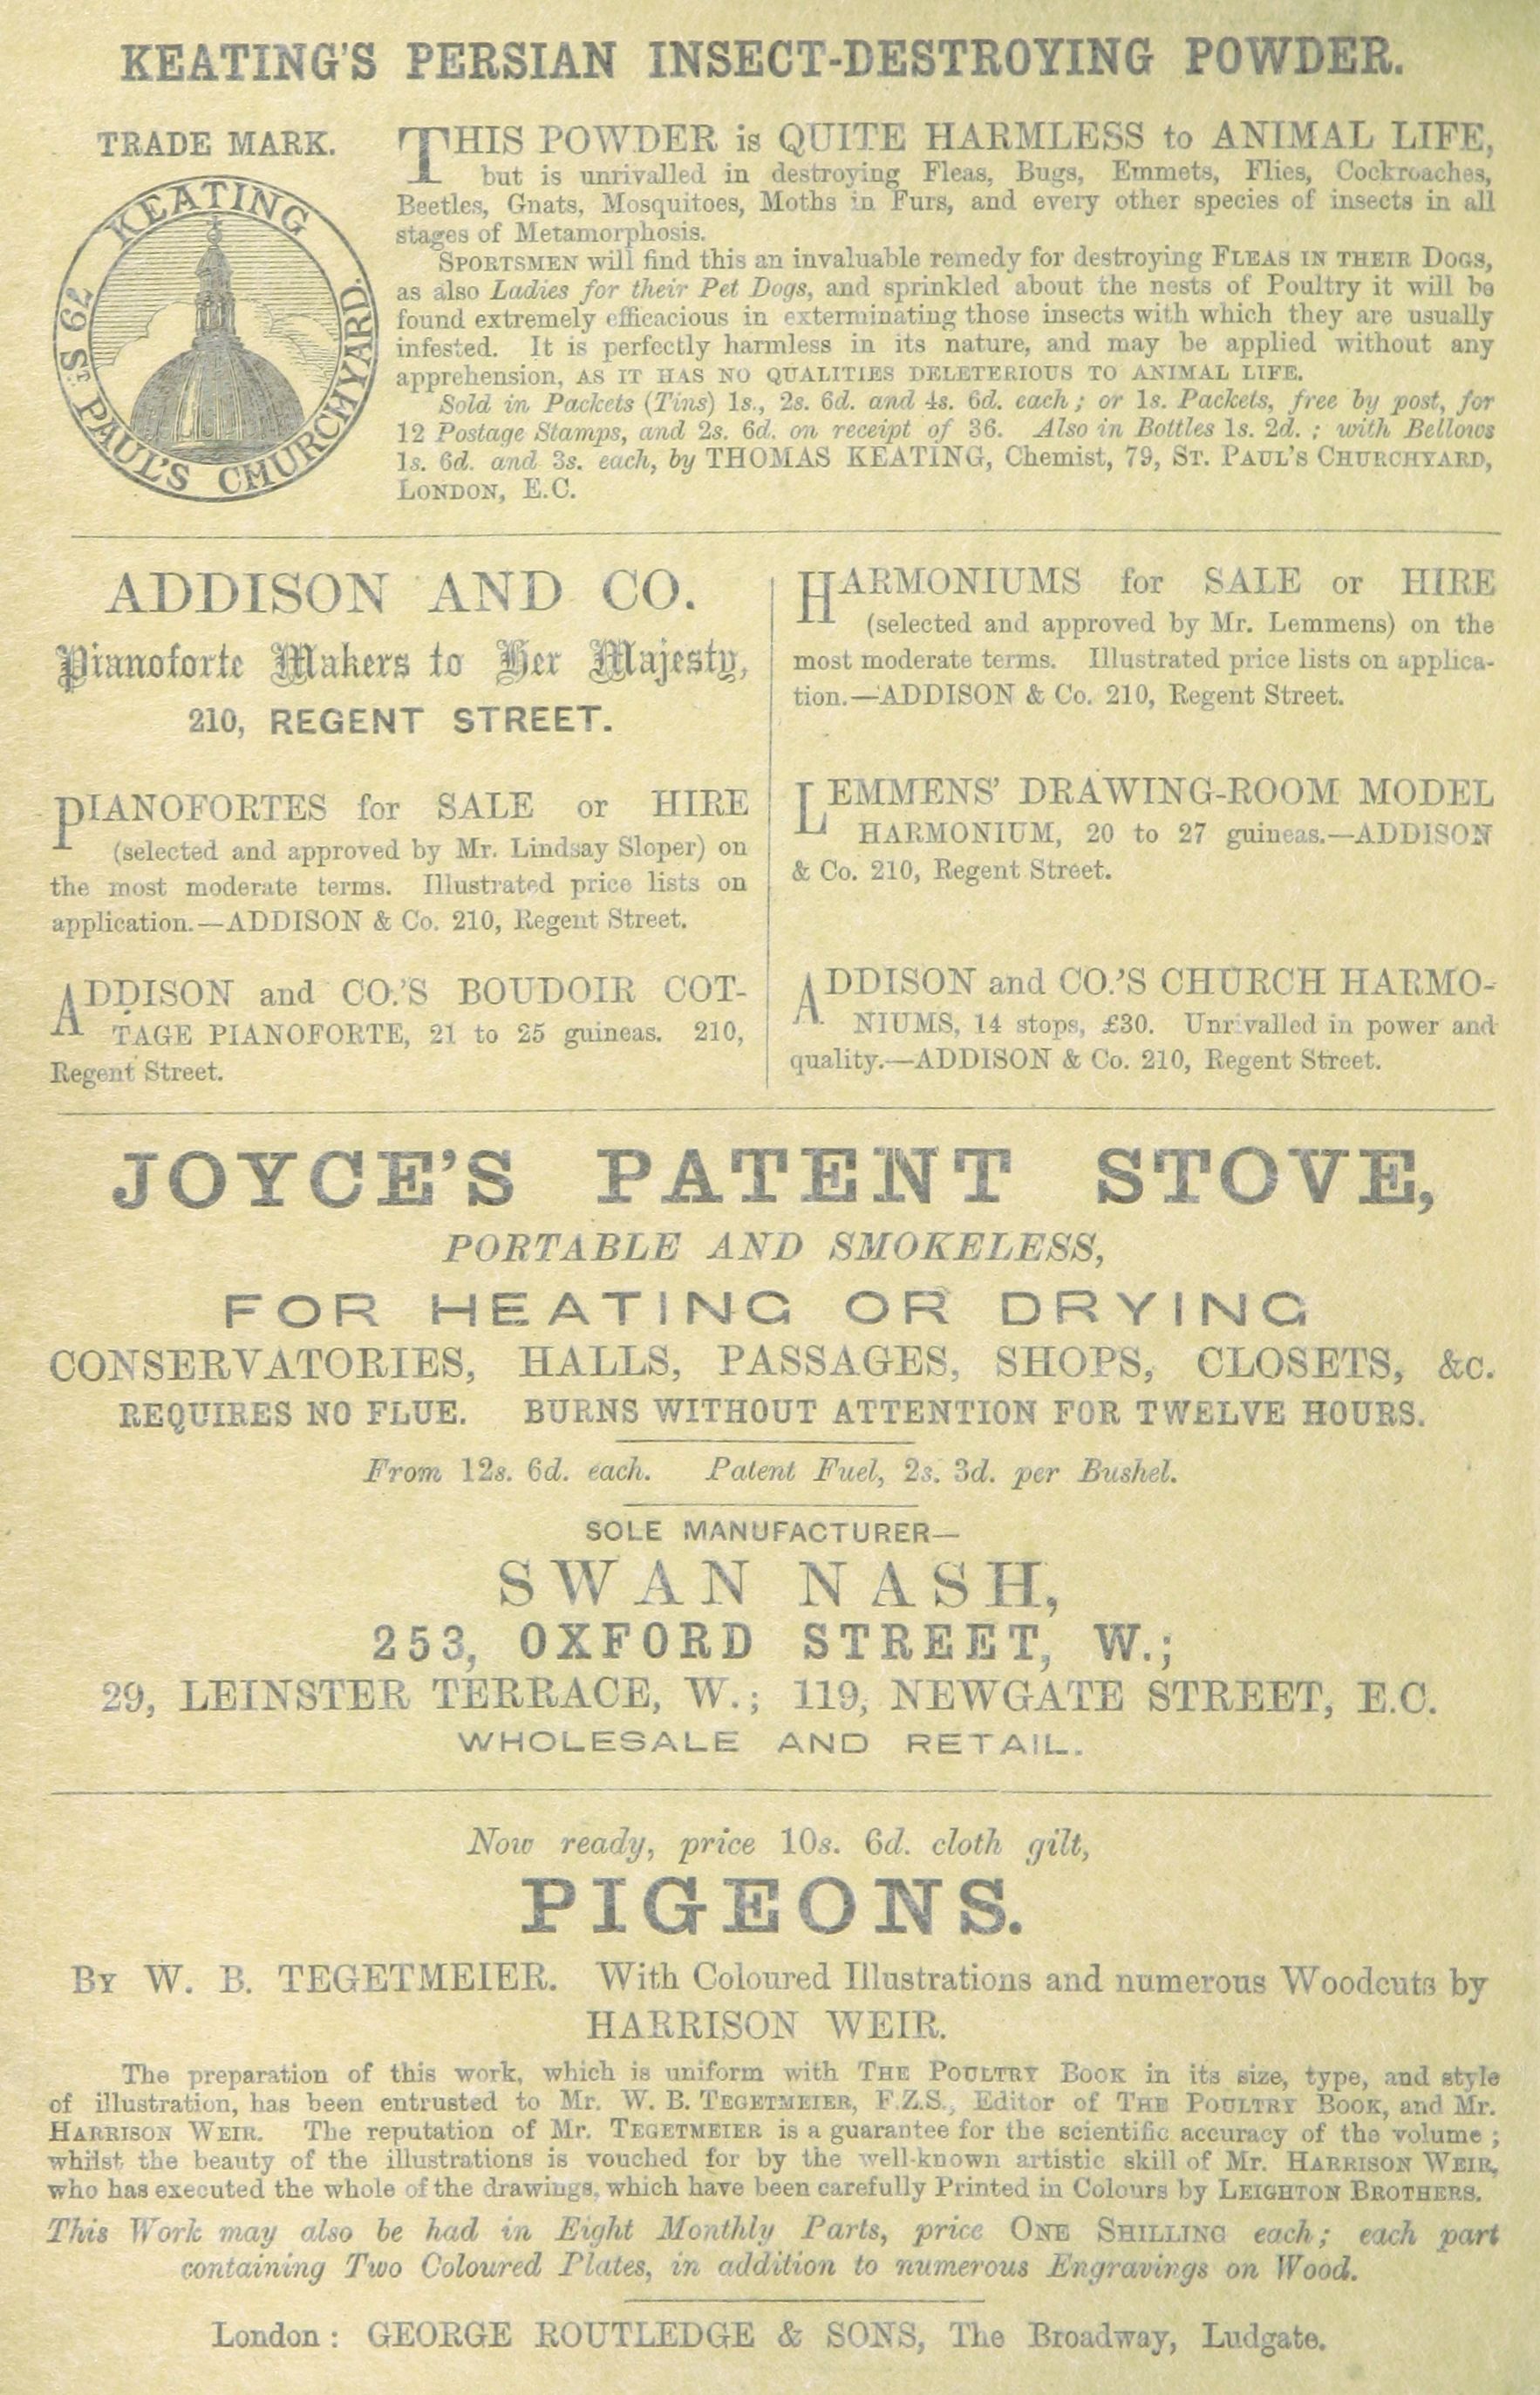 KEATING'S PERSIAN INSECT-DESTROYING POWDER.
TRADE MARK.
KEATING
79 ST PAUL'S CHURCHYARD.
THIS POWDER is QUITE HARMLESS to ANIMAL LIFE,
but is unrivalled in destroying Fleas, Bugs, Emmets, Flies, Cockroaches,
Beetles, Gnats, Mosquitoes, Moths in Furs, and every other species of insects in all
stages of Metamorphosis.
SPORTSMEN will find this an invaluable remedy for destroying FLEAS IN THEIR DOGS,
as also Ladies for their Pet Dogs, and sprinkled about the nests of Poultry it will be
found extremely efficacious in exterminating those insects with which they are usually
infested. It is perfectly harmless in its nature, and may be applied without any
apprehension, AS IT HAS NO QUALITIES DELETERIOUS TO ANIMAL LIFE.
Sold in Packets (Tins) 1s., 2s. 6d. and 4s. 6d. each; or 1s. Packets, free by post, for
12 Postage Stamps, and 2s. 6d. on receipt of 36. Also in Bottles 1s. 2d.; with Bellows
1s. 6d. and 3s. each, by THOMAS KEATING, Chemist, 79, ST. PAUL'S CHURCHYARD,
LONDON, E.C.
ADDISON AND CO.
Pianoforte Makers to Her Majesty,
210, REGENT STREET.
PIANOFORTES for SALE or HIRE
(selected and approved by Mr. Lindsay Sloper) on
the most moderate terms. Illustrated price lists on
application.—ADDISON & Co. 210, Regent Street.
ADDISON and CO.'S BOUDOIR COT-
TAGE PIANOFORTE, 21 to 25 guineas. 210,
Regent Street.
HARMONIUMS for SALE or HIRE
(selected and approved by Mr. Lemmens) on the
most moderate terms. Illustrated price lists on applica-
tion.—ADDISON & Co. 210, Regent Street.
LEMMENS' DRAWING-ROOM MODEL
HARMONIUM, 20 to 27 guineas.—ADDISON
& Co. 210, Regent Street.
ADDISON and CO.'S CHURCH HARMO-
NIUMS, 14 stops, £30. Unrivalled in power and
quality.—ADDISON & Co. 210, Regent Street.
JOYCE'S PATENT STOVE,
PORTABLE AND SMOKELESS,
FOR HEATING OR DRYING
CONSERVATORIES, HALLS, PASSAGES, SHOPS, CLOSETS, &c.
REQUIRES NO FLUE. BURNS WITHOUT ATTENTION FOR TWELVE HOURS.
From 12s. 6d. each. Patent Fuel, 2s. 3d. per Bushel.
SOLE MANUFACTURER—
SWAN NASH,
253, OXFORD STREET, W.;
29, LEINSTER TERRACE, W.; 119, NEWGATE STREET, E.C.
WHOLESALE AND RETAIL.
Now ready, price 10s. 6d. cloth gilt,
PIGEONS.
BY W. B. TEGETMEIER. With Coloured Illustrations and numerous Woodcuts by
HARRISON WEIR.
The preparation of this work, which is uniform with THE POULTRY BOOK in its size, type, and style
of illustration, has been entrusted to Mr. W. B. TEGETMEIER, F.Z.S., Editor of THE POULTRY BOOK, and Mr.
HARRISON WEIR. The reputation of Mr. TEGETMEIER is a guarantee for the scientific accuracy of the volume;
whilst the beauty of the illustrations is vouched for by the well-known artistic skill of Mr. HARRISON WEIR,
who has executed the whole of the drawings, which have been carefully Printed in Colours by LEIGHTON BROTHERS.
This Work may also be had in Eight Monthly Parts, price ONE SHILLING each; each part
containing Two Coloured Plates, in addition to numerous Engravings on Wood.
London: GEORGE ROUTLEDGE & SONS, The Broadway, Ludgate.